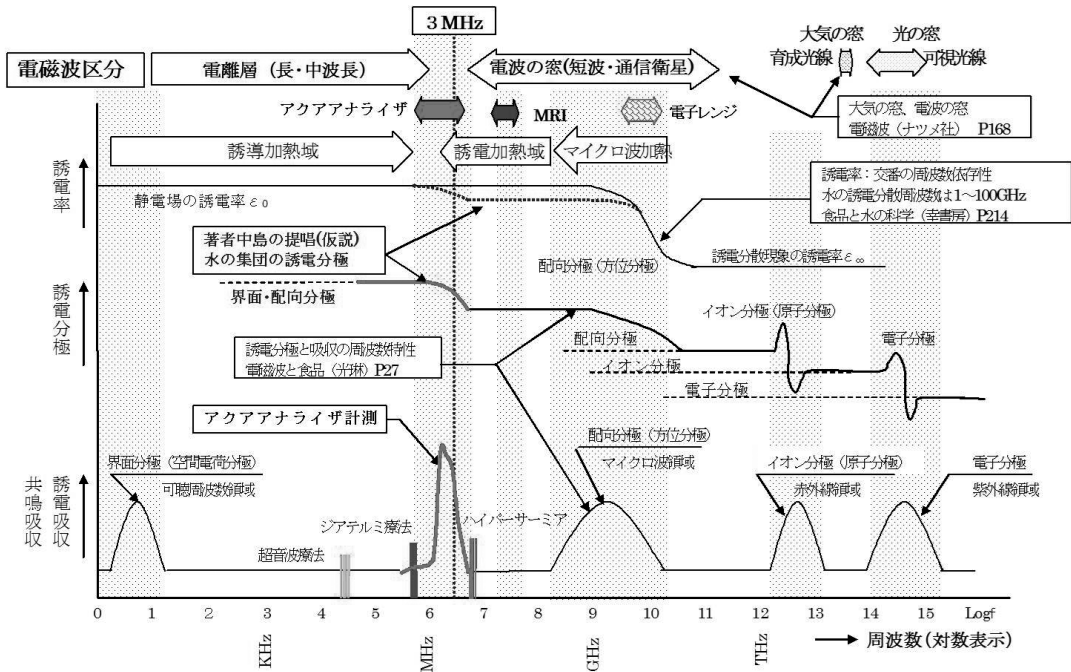 3 MHz
大気の窓
光の窓
電磁波区分
電離層（長・中波長）
電波の窓(短波・通信衛星)
育成光線
可視光線
アクアアナライザ
MRI
電子レンジ
大気の窓、電波の窓
電磁波（ナツメ社）　P168
誘導加熱域
誘電加熱域
マイクロ波加熱
誘電率
静電場の誘電率ε₀
誘電率：交番の周波数依存性
水の誘電分散周波数は1～100GHz
食品と水の科学（幸書房）P214
著者中島の提唱(仮説)
水の集団の誘電分極
配向分極（方位分極）
誘電分散現象の誘電率ε∞
誘電分極
界面・配向分極
イオン分極（原子分極）
電子分極
配向分極
イオン分極
電子分極
誘電分極と吸収の周波数特性
電磁波と食品（光琳）P27
アクアアナライザ計測
配向分極（方位分極）
マイクロ波領域
界面分極（空間電荷分極）
可聴周波数領域
イオン分極（原子分極）
赤外線領域
電子分極
紫外線領域
誘電吸収
共鳴吸収
ジアテルミ療法
ハイパーサーミア
超音波療法
0 1 2 3 4 5 6 7 8 9 10 11 12 13 14 15 Logf
KHz MHz GHz THz
周波数（対数表示）